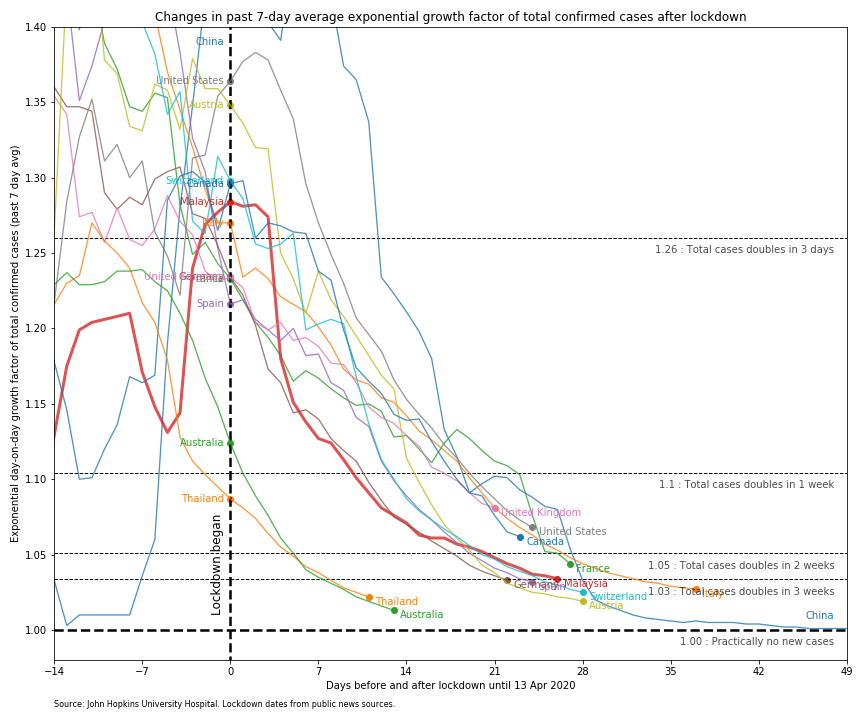 Changes in past 7-day average exponential growth factor of total confirmed cases after lockdown
Exponential day-on-day growth factor of total confirmed cases (past 7 day avg)
1.40
1.35
1.30
1.25
1.20
1.15
1.10
1.05
1.00
China
United States
Austria
Switzerland
Canada
Malaysia
Italy
United Kingdom
Germany
France
Spain
Australia
Thailand
Lockdown began
1.26 : Total cases doubles in 3 days
1.1 : Total cases doubles in 1 week
United Kingdom
United States
Canada
1.05 : Total cases doubles in 2 weeks
France
Germany
Spain
Malaysia
1.03 : Total cases doubles in 3 weeks
Italy
Switzerland
Austria
Thailand
Australia
China
1.00 : Practically no new cases
−14
−7
0
7
14
21
28
35
42
49
Days before and after lockdown until 13 Apr 2020
Source: John Hopkins University Hospital. Lockdown dates from public news sources.